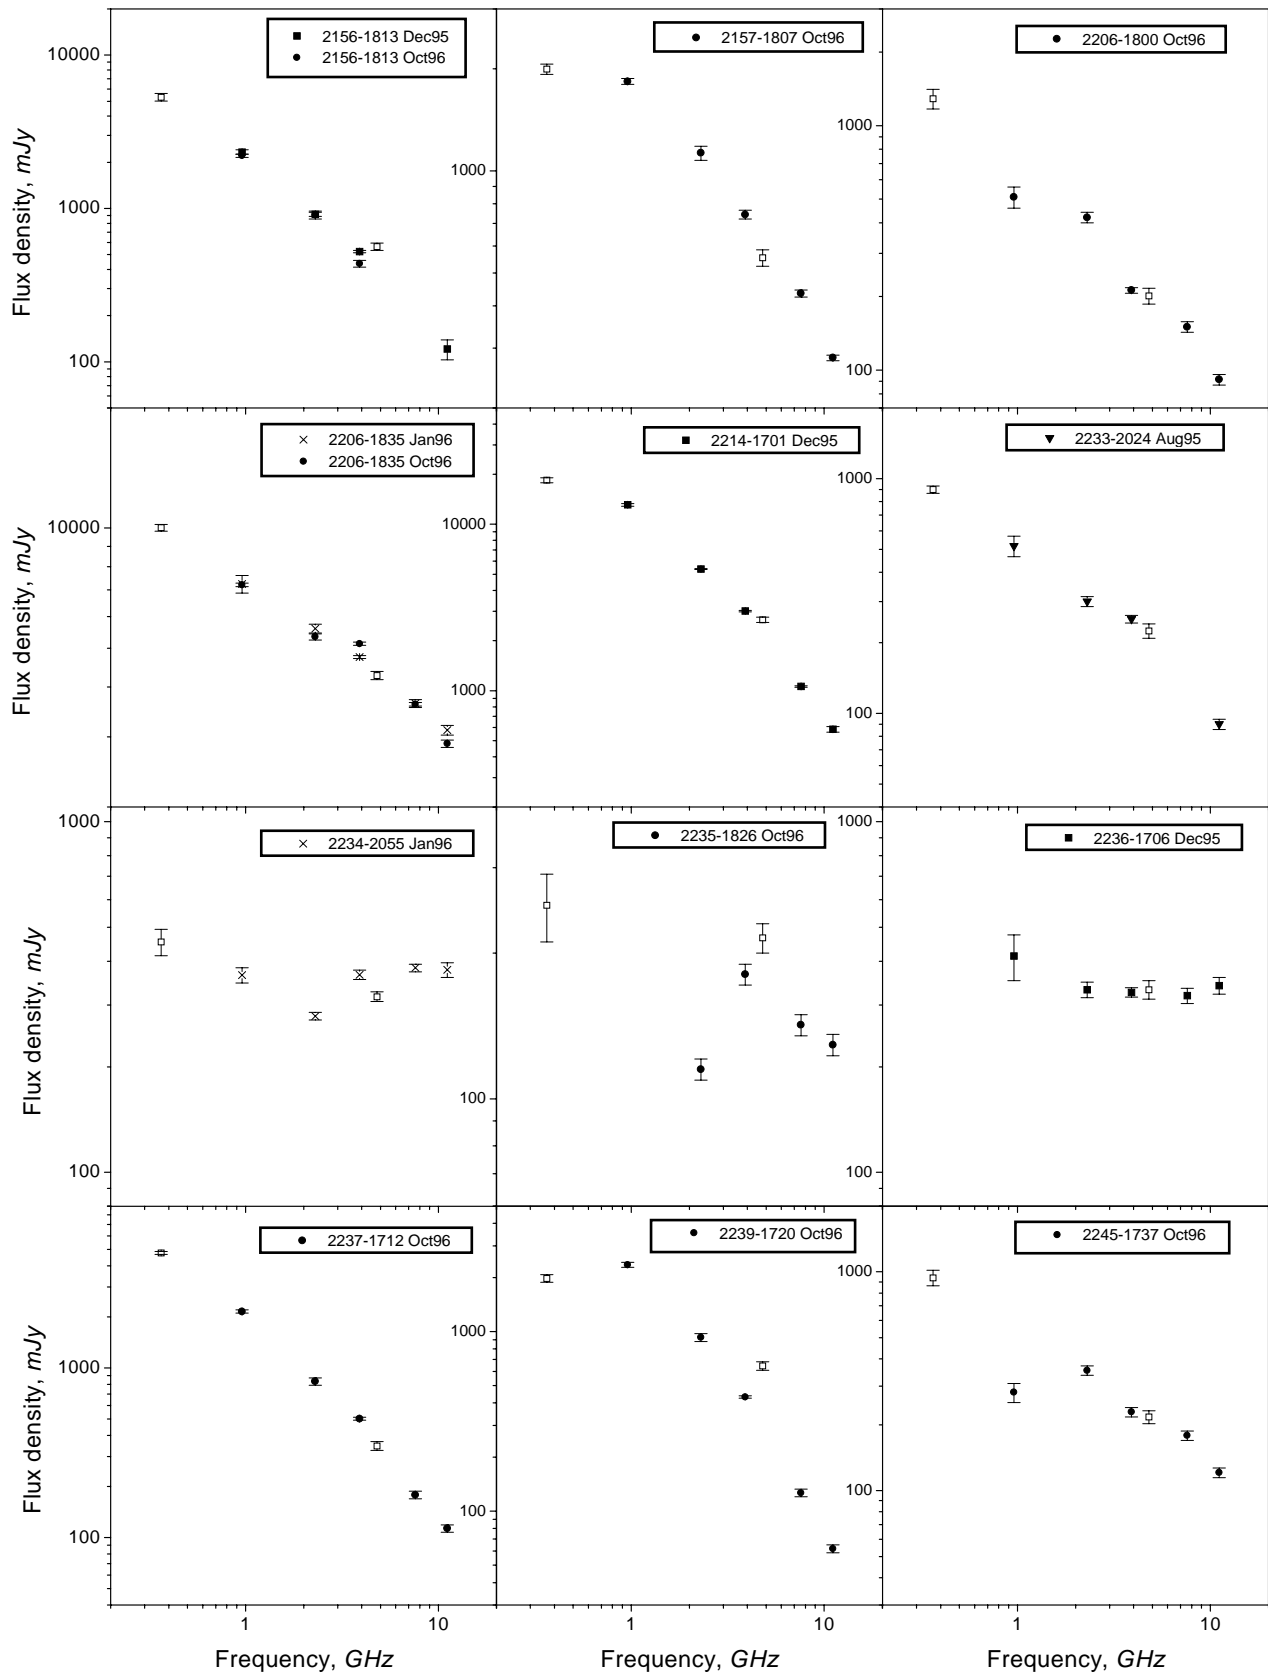 2156-1813 Dec95
2156-1813 Oct96
10000
1000
100
Flux density, mJy
2157-1807 Oct96
1000
2206-1800 Oct96
1000
100
2206-1835 Jan96
2206-1835 Oct96
10000
Flux density, mJy
2214-1701 Dec95
10000
1000
2233-2024 Aug95
1000
100
2234-2055 Jan96
1000
100
Flux density, mJy
2235-1826 Oct96
100
2236-1706 Dec95
1000
100
2237-1712 Oct96
1000
100
Flux density, mJy
2239-1720 Oct96
1000
100
2245-1737 Oct96
1000
100
1 10
1 10
1 10
Frequency, GHz
Frequency, GHz
Frequency, GHz